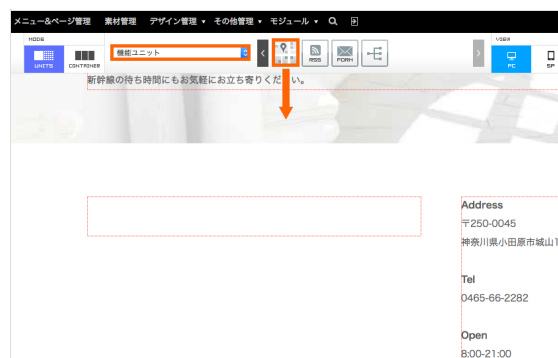 メニュー&ページ管理 素材管理 デザイン管理 ▼ その他管理 ▼ モジュール ▼
MODE
VIEW
UNITS CONTAINER
機能ユニット
RSS FORM
PC SP
新幹線の待ち時間にもお気軽にお立ち寄りください。
Address
〒250-0045
神奈川県小田原市城山1
Tel
0465-66-2282
Open
8:00-21:00